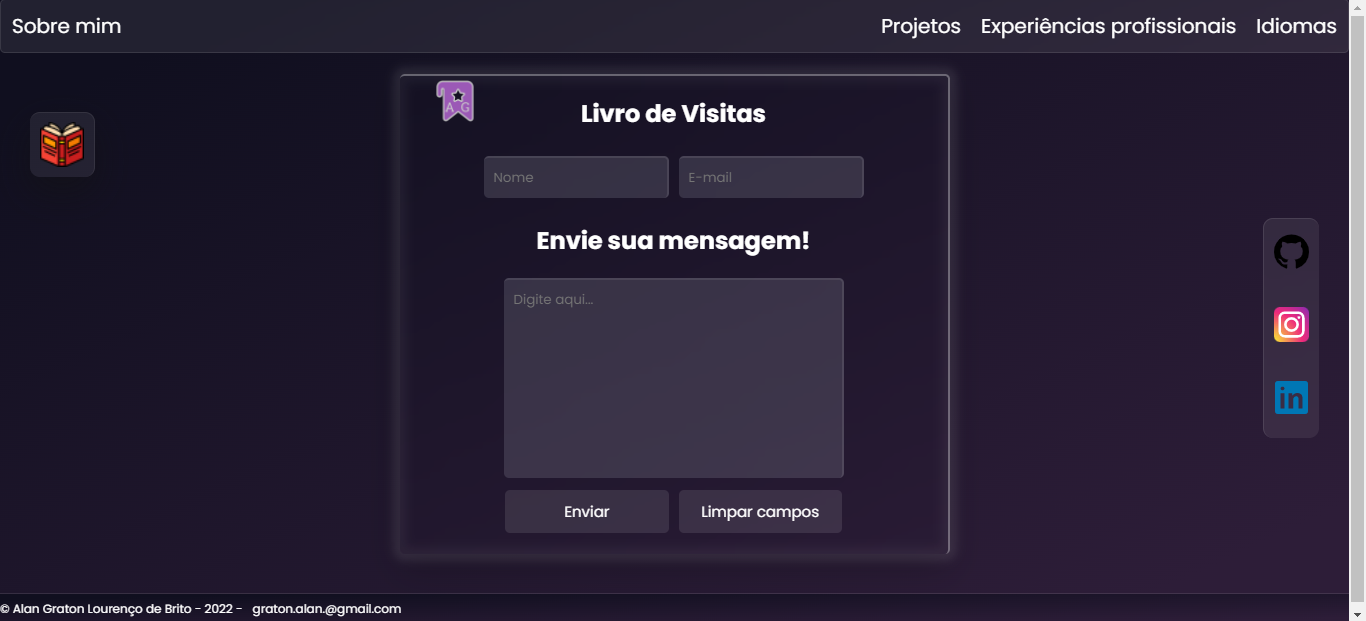 Sobre mim Projetos Experiências profissionais Idiomas
AG
Livro de Visitas
Nome E-mail
Envie sua mensagem!
Digite aqui...
Enviar Limpar campos
in
© Alan Graton Lourenço de Brito - 2022 - graton.alan.@gmail.com